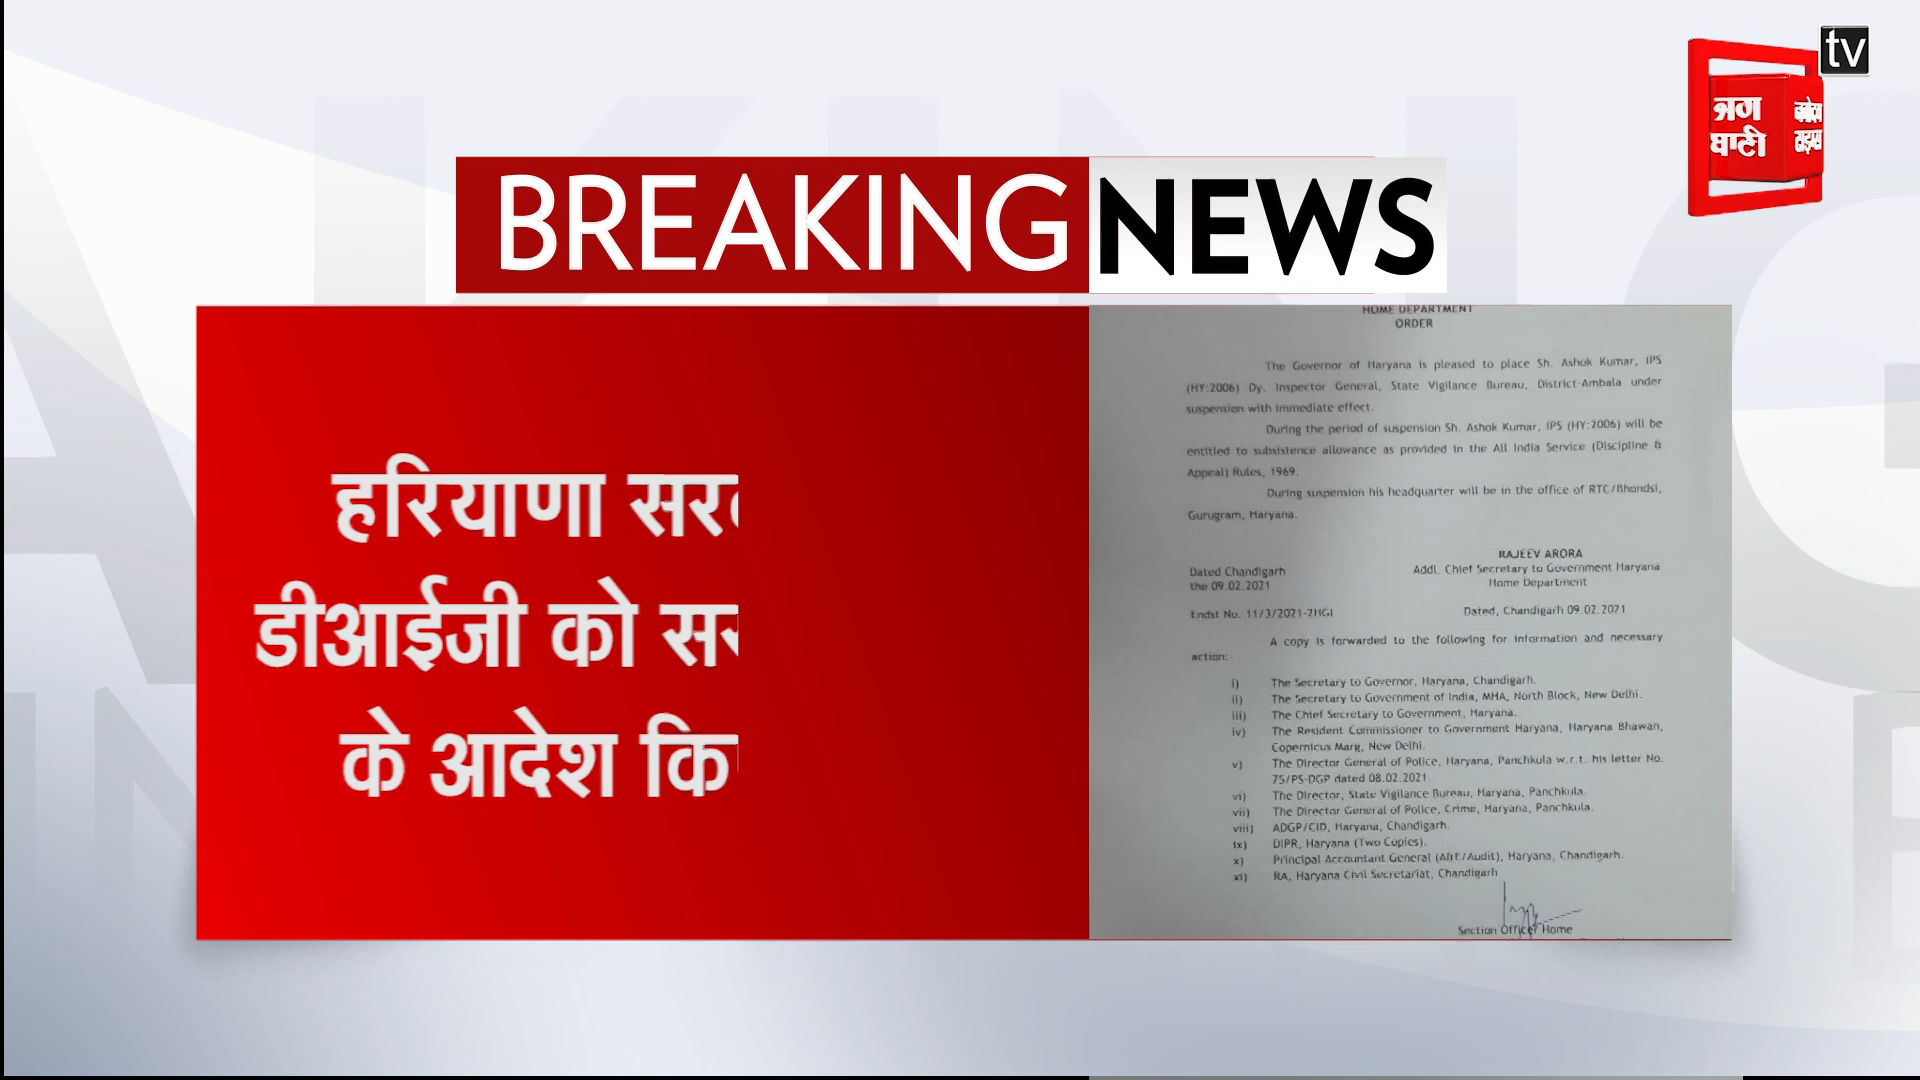 tv
ਜਗ
ਬਾਣੀ
BREAKING NEWS
हरियाणा
डीआईजी को
के आदेश
HOME DEPARTMENT
ORDER
The Governor of Haryana is pleased to place Sh. Ashok Kumar, IPS
(HY:2006) Dy. Inspector General, State Vigilance Bureau, District-Ambala under
suspension with immediate effect.
During the period of suspension Sh. Ashok Kumar, IPS (HY:2006) will be
entitled to subsistence allowance as provided in the All India Service (Discipline &
Appeal) Rules, 1969.
During suspension his headquarter will be in the office of RTC/Bhondsi,
Gurugram, Haryana.
RAJEEV ARORA
Dated Chandigarh Addl. Chief Secretary to Government Haryana
the 09.02.2021 Home Department
Endst No. 11/3/2021-2HGI Dated, Chandigarh 09.02.2021
A copy is forwarded to the following for information and necessary
action:-
i) The Secretary to Governor, Haryana, Chandigarh.
ii) The Secretary to Government of India, MHA, North Block, New Delhi.
iii) The Chief Secretary to Government, Haryana.
iv) The Resident Commissioner to Government Haryana, Haryana Bhawan,
Copernicus Marg, New Delhi.
v) The Director General of Police, Haryana, Panchkula w.r.t. his letter No.
75/PS-DGP dated 08.02.2021.
vi) The Director, State Vigilance Bureau, Haryana, Panchkula.
vii) The Director General of Police, Crime, Haryana, Panchkula.
viii) ADGP/CID, Haryana, Chandigarh.
ix) DIPR, Haryana (Two Copies).
x) Principal Accountant General (A&E/Audit), Haryana, Chandigarh.
xi) RA, Haryana Civil Secretariat, Chandigarh
Section Officer Home